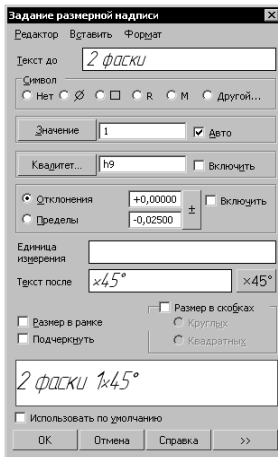 Задание размерной надписи
Редактор Вставить Формат
Текст до 2 фаски
Символ
Нет Ø □ R M Другой...
Значение 1 Авто
Квалитет... h9 Включить
Отклонения +0,00000 ± Включить
Пределы -0,02500
Единица измерения
Текст после ×45° ×45°
Размер в скобках
Размер в рамке Круглых
Подчеркнуть Квадратных
2 фаски 1×45°
Использовать по умолчанию
OK Отмена Справка >>